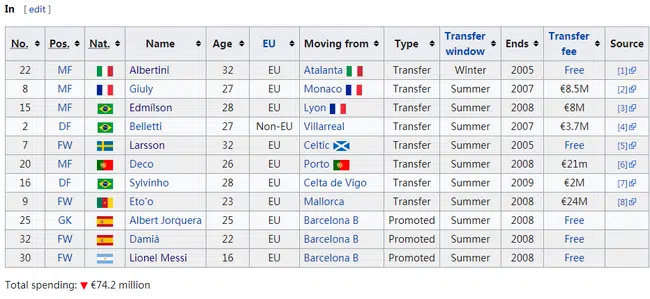 In [ edit ]
No. Pos. Nat. Name Age EU Moving from Type Transfer window Ends Transfer fee Source
22 MF Albertini 32 EU Atalanta Transfer Winter 2005 Free [1]
8 MF Giuly 27 EU Monaco Transfer Summer 2007 €8.5M [2]
15 MF Edmilson 28 EU Lyon Transfer Summer 2008 €8M [3]
2 DF Belletti 27 Non-EU Villarreal Transfer Summer 2007 €3.7M [4]
7 FW Larsson 32 EU Celtic Transfer Summer 2005 Free [5]
20 MF Deco 26 EU Porto Transfer Summer 2008 €21m [6]
16 DF Sylvinho 28 EU Celta de Vigo Transfer Summer 2009 €2M [7]
9 FW Eto'o 23 EU Mallorca Transfer Summer 2008 €24M [8]
25 GK Albert Jorquera 25 EU Barcelona B Promoted Summer 2008 Free
32 FW Damià 22 EU Barcelona B Promoted Summer 2008 Free
30 FW Lionel Messi 16 EU Barcelona B Promoted Summer 2008 Free
Total spending: ▼ €74.2 million